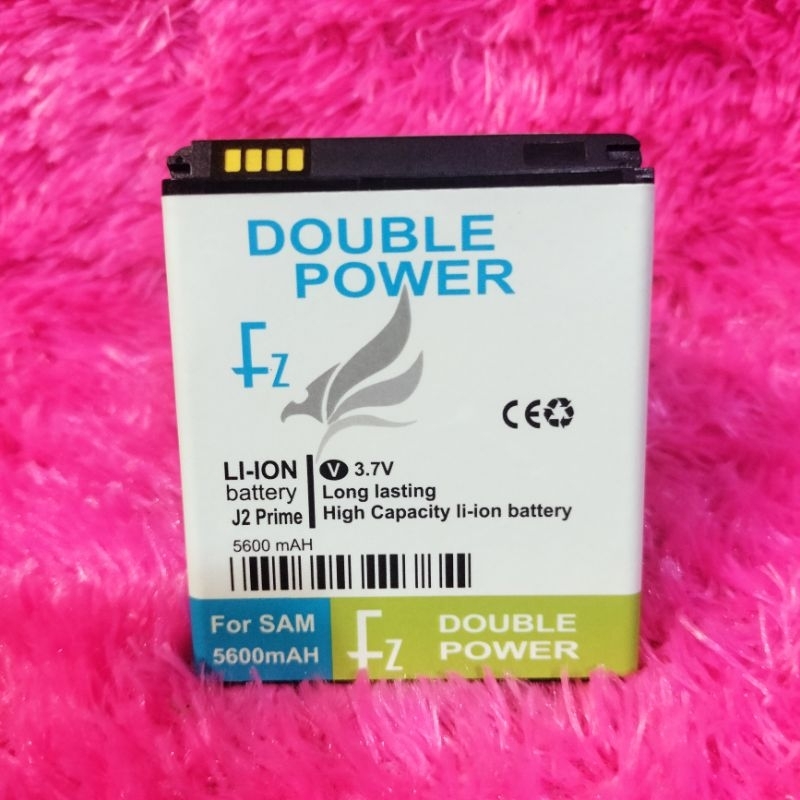 DOUBLE
POWER
Fz
CE
LI-ION
battery
J2 Prime
V 3.7V
Long lasting
High Capacity li-ion battery
5600 mAH
For SAM
5600mAH
Fz
DOUBLE
POWER